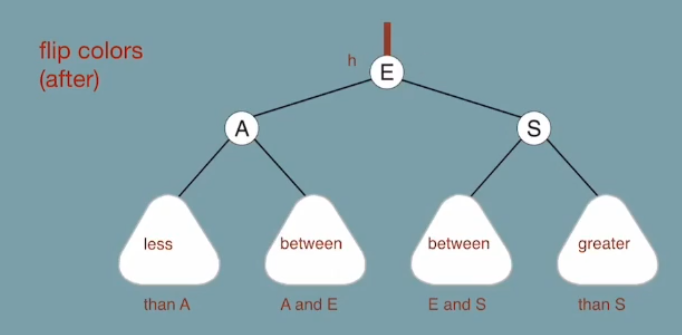 flip colors
(after)
h
E
A
S
less
between
between
greater
than A
A and E
E and S
than S